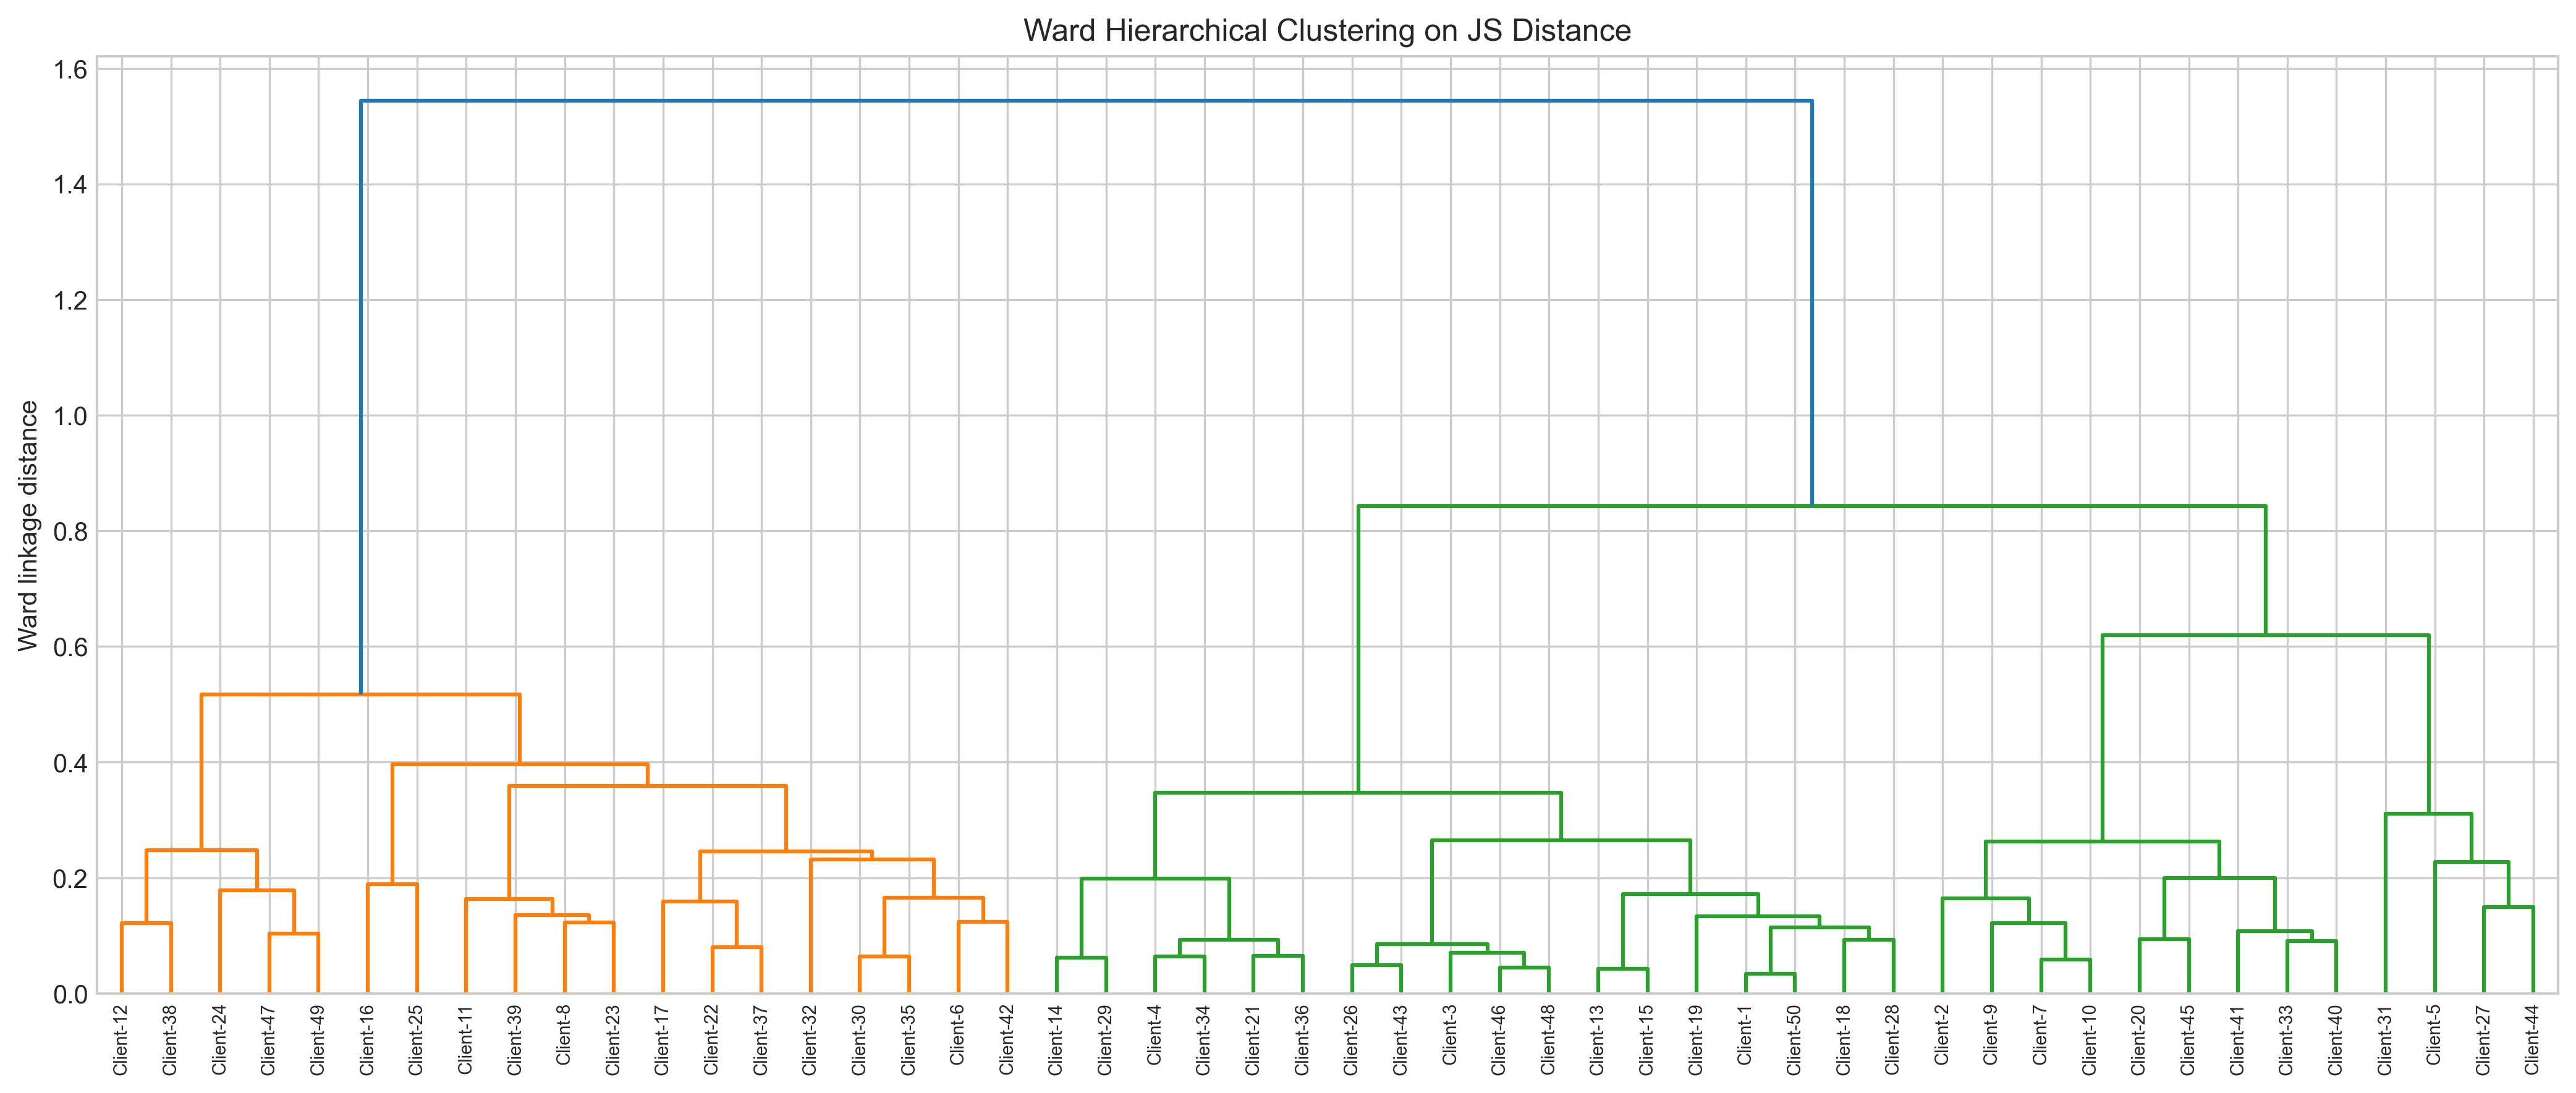 Ward Hierarchical Clustering on JS Distance
Ward linkage distance
1.6
1.4
1.2
1.0
0.8
0.6
0.4
0.2
0.0
Client-12
Client-38
Client-24
Client-47
Client-49
Client-16
Client-25
Client-11
Client-39
Client-8
Client-23
Client-17
Client-22
Client-37
Client-32
Client-30
Client-35
Client-6
Client-42
Client-14
Client-29
Client-4
Client-34
Client-21
Client-36
Client-26
Client-43
Client-3
Client-46
Client-48
Client-13
Client-15
Client-19
Client-1
Client-50
Client-18
Client-28
Client-2
Client-9
Client-7
Client-10
Client-20
Client-45
Client-41
Client-33
Client-40
Client-31
Client-5
Client-27
Client-44